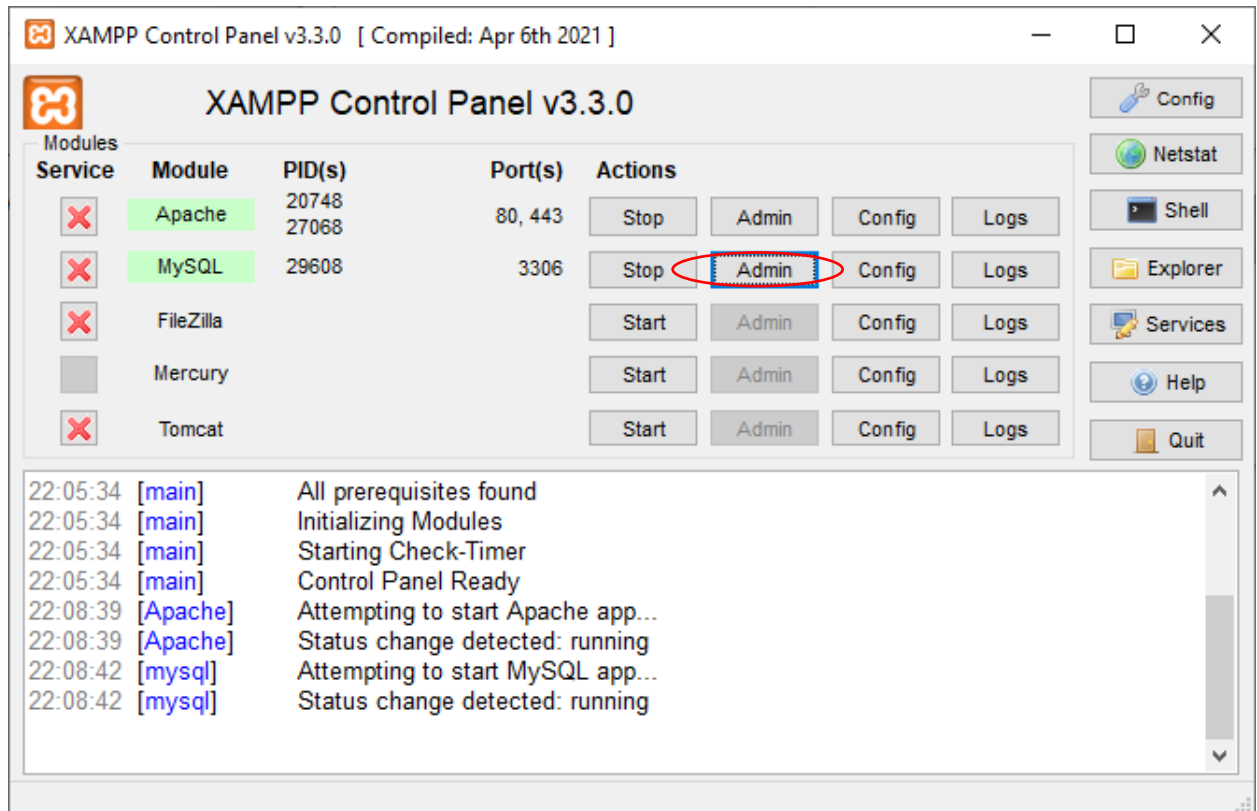 XAMPP Control Panel v3.3.0 [ Compiled: Apr 6th 2021 ]
XAMPP Control Panel v3.3.0
Config
Modules
Service Module PID(s) Port(s) Actions
Netstat
Apache 20748 27068 80, 443 Stop Admin Config Logs
Shell
MySQL 29608 3306 Stop Admin Config Logs
Explorer
FileZilla Start Admin Config Logs
Services
Mercury Start Admin Config Logs
Help
Tomcat Start Admin Config Logs
Quit
22:05:34 [main] All prerequisites found
22:05:34 [main] Initializing Modules
22:05:34 [main] Starting Check-Timer
22:05:34 [main] Control Panel Ready
22:08:39 [Apache] Attempting to start Apache app...
22:08:39 [Apache] Status change detected: running
22:08:42 [mysql] Attempting to start MySQL app...
22:08:42 [mysql] Status change detected: running